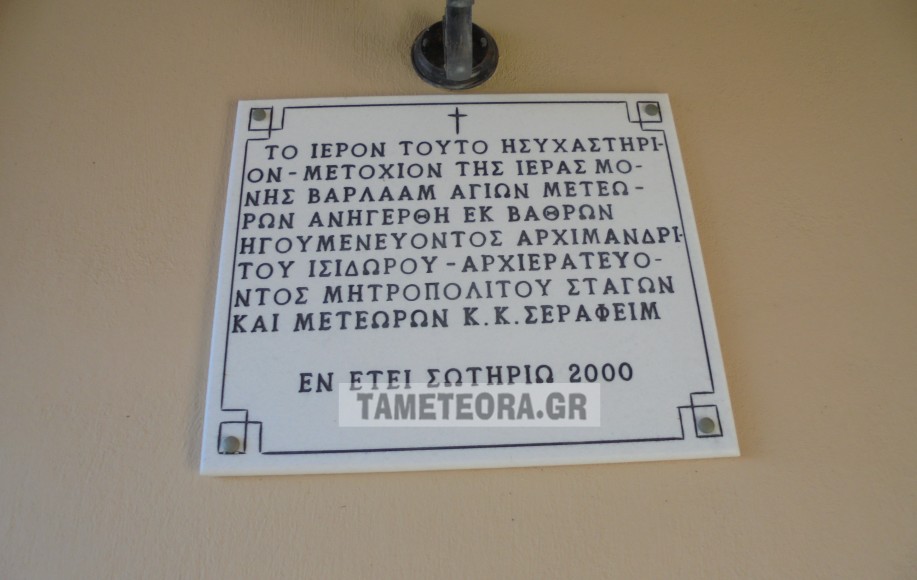 ΤΟ ΙΕΡΟΝ ΤΟΥΤΟ ΗΣΥΧΑΣΤΗΡΙ-
ΟΝ - ΜΕΤΟΧΙΟΝ ΤΗΣ ΙΕΡΑΣ ΜΟ-
ΝΗΣ ΒΑΡΛΑΑΜ ΑΓΙΩΝ ΜΕΤΕΩ-
ΡΩΝ ΑΝΗΓΕΡΘΗ ΕΚ ΒΑΘΡΩΝ
ΗΓΟΥΜΕΝΕΥΟΝΤΟΣ ΑΡΧΙΜΑΝΔΡΙ-
ΤΟΥ ΙΣΙΔΩΡΟΥ - ΑΡΧΙΕΡΑΤΕΥΟ-
ΝΤΟΣ ΜΗΤΡΟΠΟΛΙΤΟΥ ΣΤΑΓΩΝ
ΚΑΙ ΜΕΤΕΩΡΩΝ Κ.Κ.ΣΕΡΑΦΕΙΜ
ΕΝ ΕΤΕΙ ΣΩΤΗΡΙΩ 2000
TAMETEORA.GR